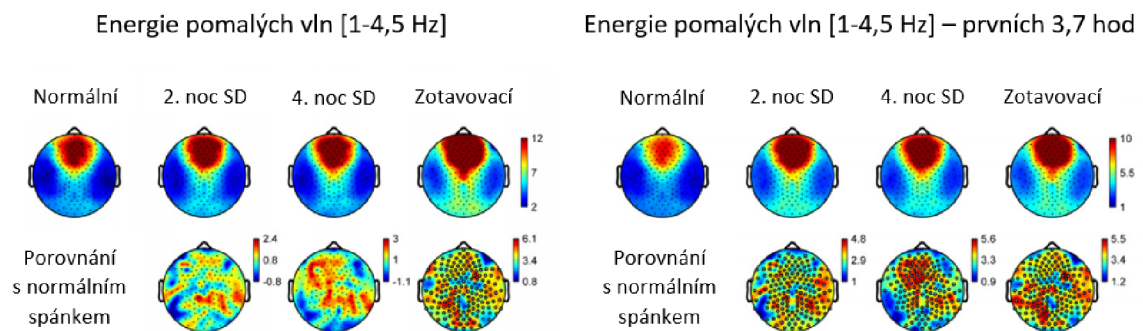 Energie pomalých vln [1-4,5 Hz]
Normální 2. noc SD 4. noc SD Zotavovací
12
7
2
Porovnání
s normálním
spánkem
2.4
0.8
-0.8
3
1
-1.1
6.1
3.4
0.8
Energie pomalých vln [1-4,5 Hz] – prvních 3,7 hod
Normální 2. noc SD 4. noc SD Zotavovací
10
5.5
1
Porovnání
s normálním
spánkem
4.8
2.9
1
5.6
3.3
0.9
5.5
3.4
1.2